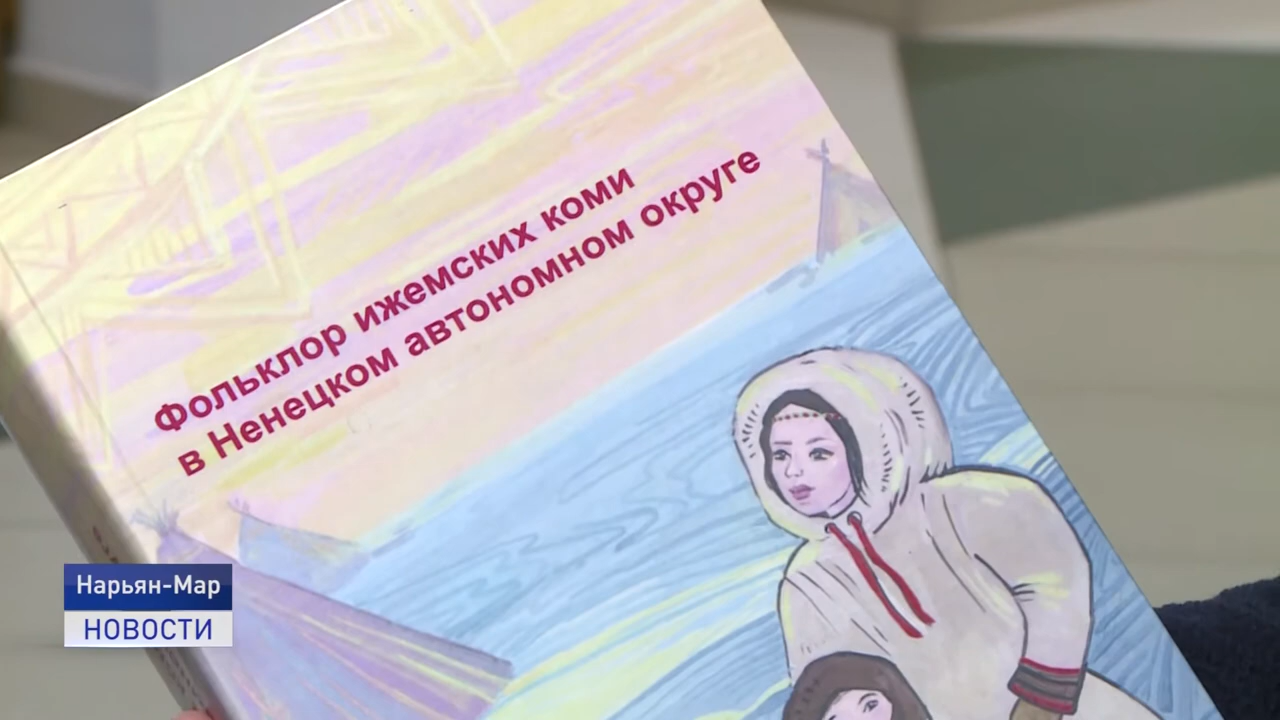 Фольклор ижемских коми
в Ненецком автономном округе
Нарьян-Мар
НОВОСТИ